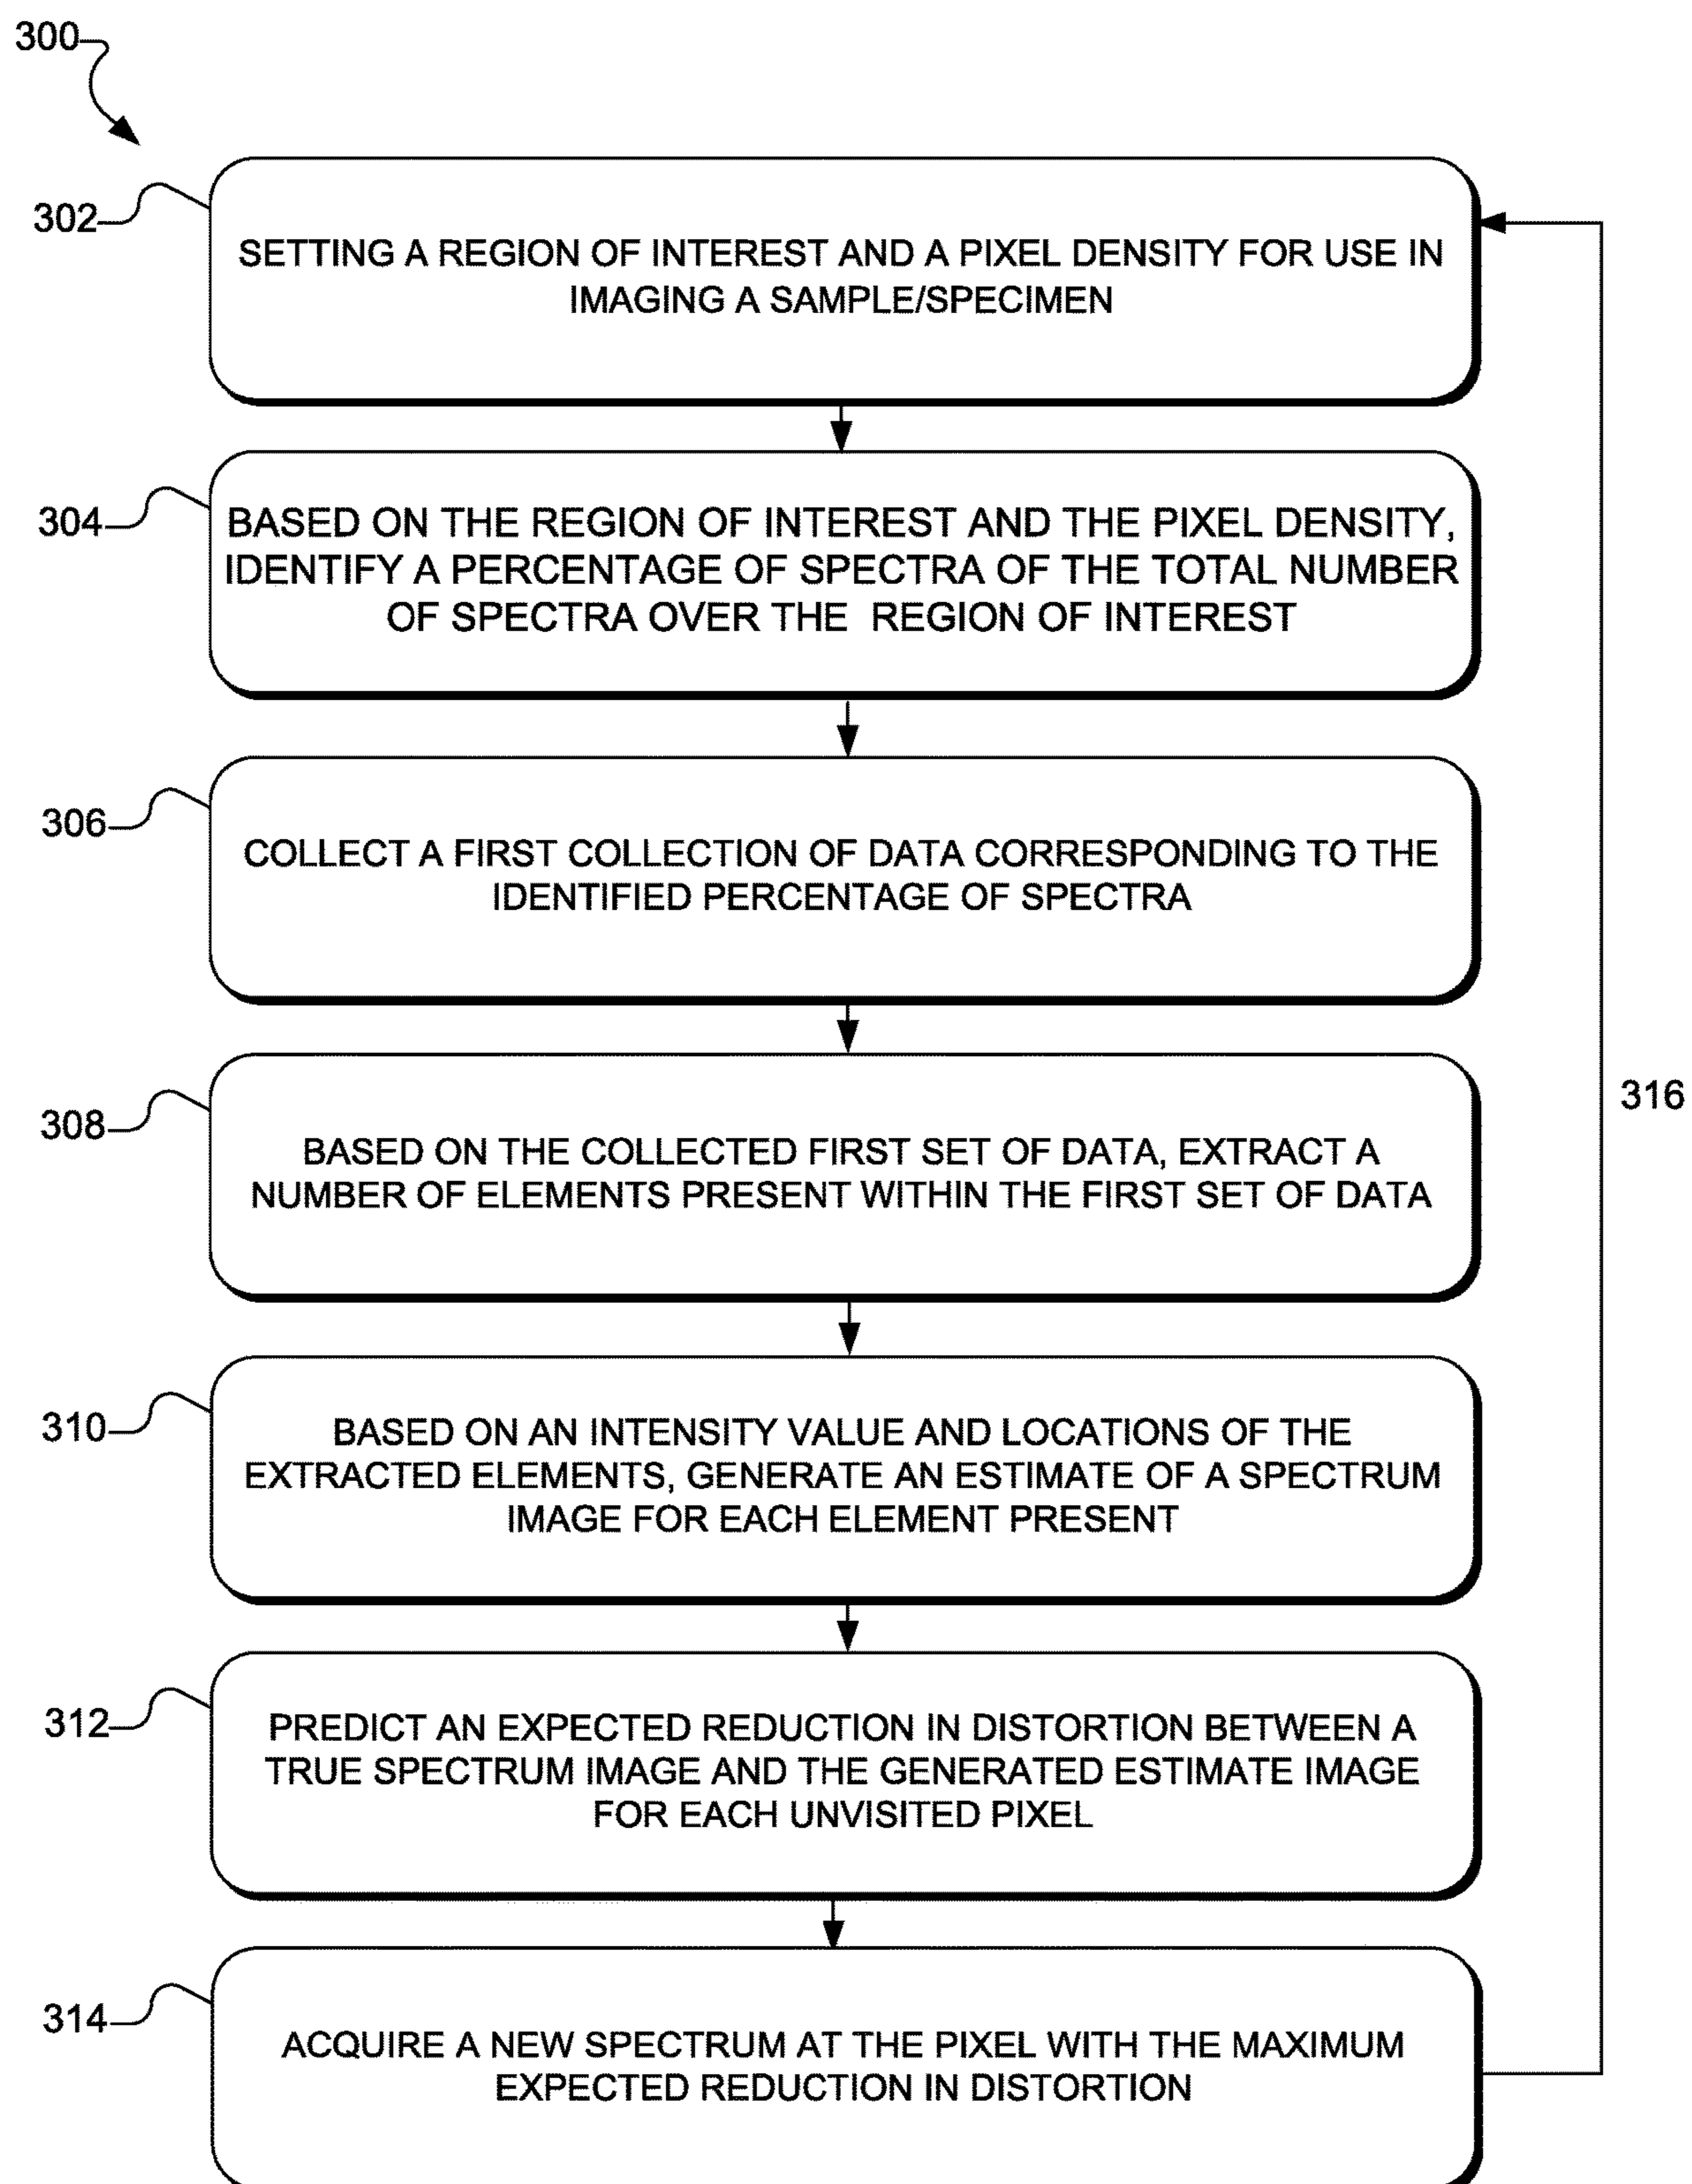 300
302
SETTING A REGION OF INTEREST AND A PIXEL DENSITY FOR USE IN
IMAGING A SAMPLE/SPECIMEN
304
BASED ON THE REGION OF INTEREST AND THE PIXEL DENSITY,
IDENTIFY A PERCENTAGE OF SPECTRA OF THE TOTAL NUMBER
OF SPECTRA OVER THE REGION OF INTEREST
306
COLLECT A FIRST COLLECTION OF DATA CORRESPONDING TO THE
IDENTIFIED PERCENTAGE OF SPECTRA
308
BASED ON THE COLLECTED FIRST SET OF DATA, EXTRACT A
NUMBER OF ELEMENTS PRESENT WITHIN THE FIRST SET OF DATA
316
310
BASED ON AN INTENSITY VALUE AND LOCATIONS OF THE
EXTRACTED ELEMENTS, GENERATE AN ESTIMATE OF A SPECTRUM
IMAGE FOR EACH ELEMENT PRESENT
312
PREDICT AN EXPECTED REDUCTION IN DISTORTION BETWEEN A
TRUE SPECTRUM IMAGE AND THE GENERATED ESTIMATE IMAGE
FOR EACH UNVISITED PIXEL
314
ACQUIRE A NEW SPECTRUM AT THE PIXEL WITH THE MAXIMUM
EXPECTED REDUCTION IN DISTORTION